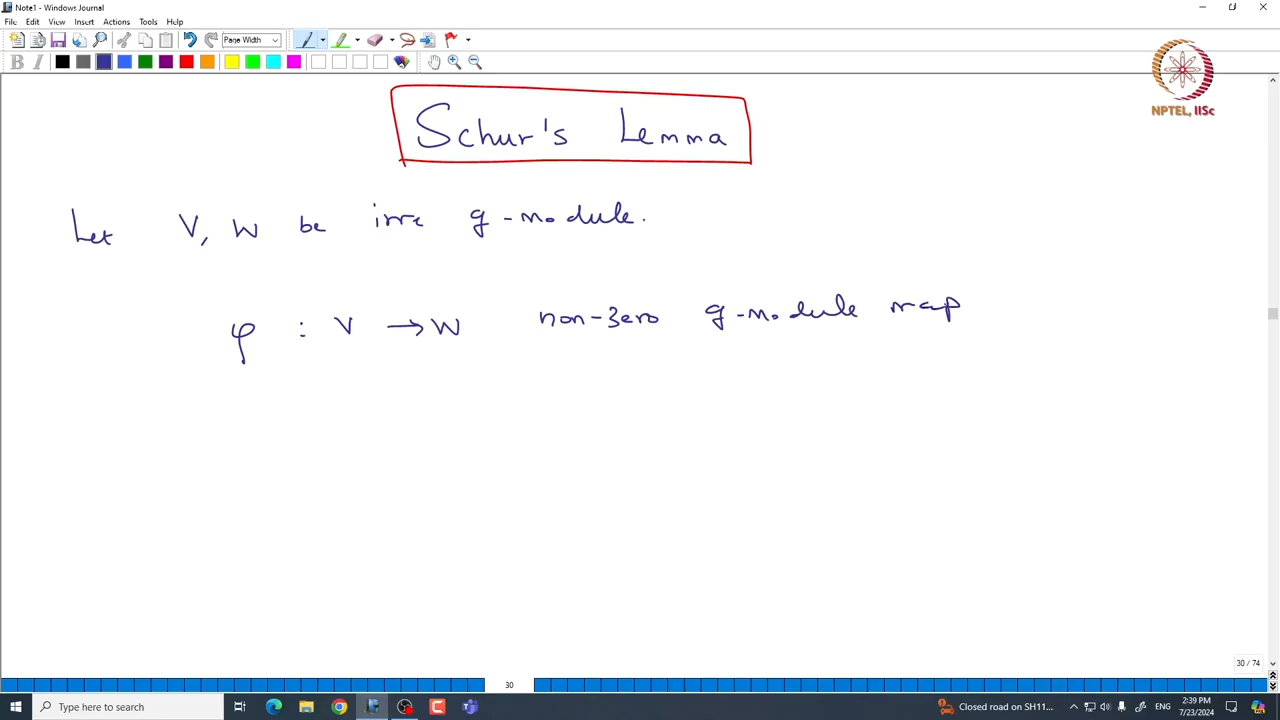 Note1 - Windows Journal
File Edit View Insert Actions Tools Help
Page Width
B I
NPTEL, IISc
Schur's Lemma
Let V, W be irre g-module.
φ : V → W non-zero g-module map
30 / 74
30
Type here to search
Closed road on SH11...
ENG
2:39 PM
7/23/2024